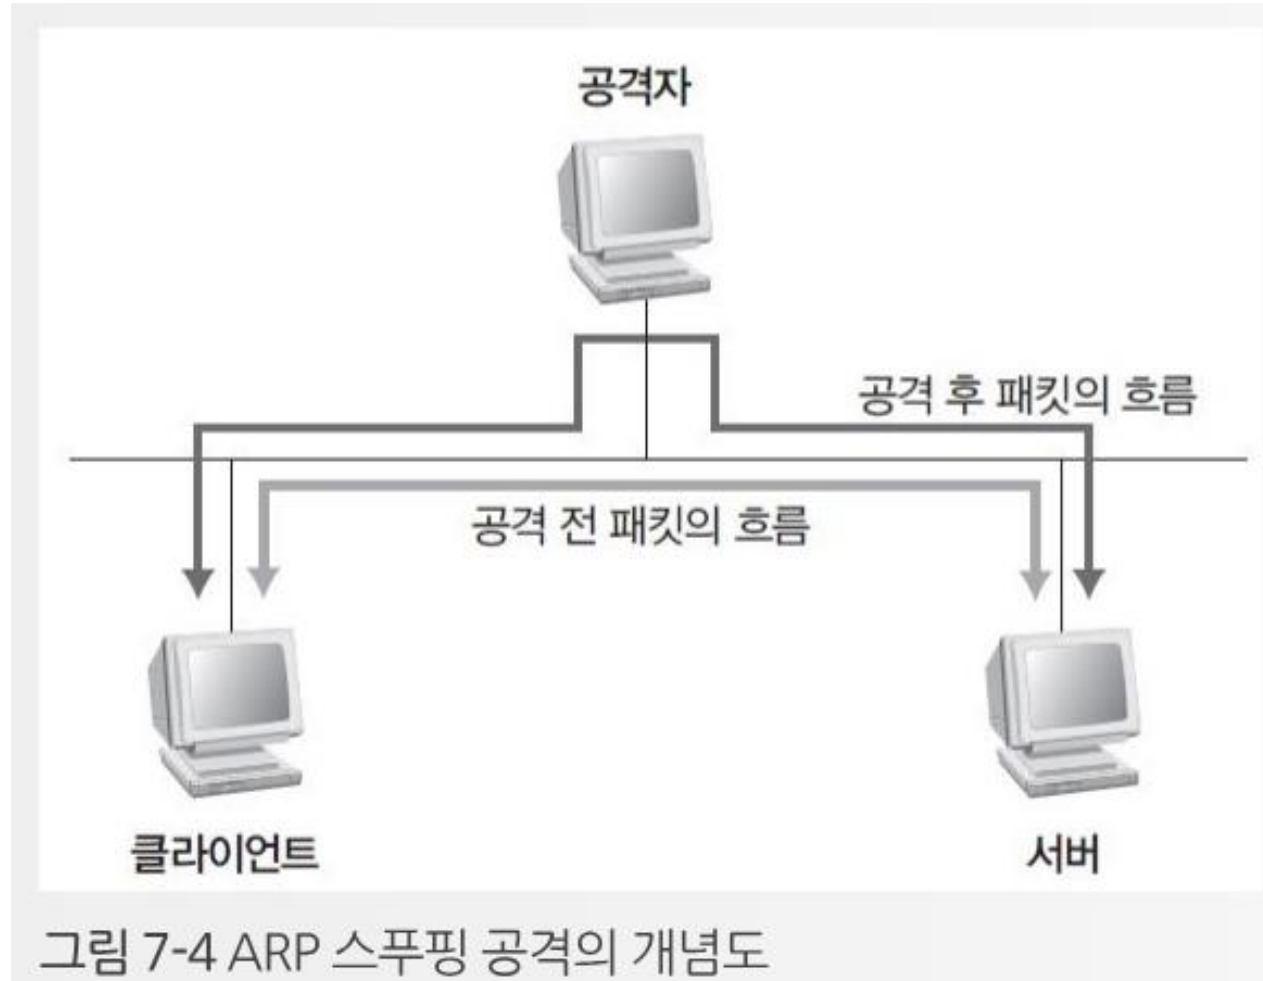 공격자
공격 후 패킷의 흐름
공격 전 패킷의 흐름
클라이언트
서버
그림 7-4 ARP 스푸핑 공격의 개념도